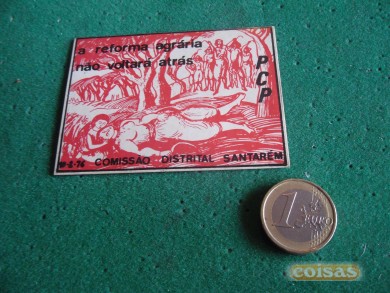 a reforma agrária
não voltará atrás
PCP
COMISSÃO DISTRITAL SANTARÉM
1
EURO
coisas